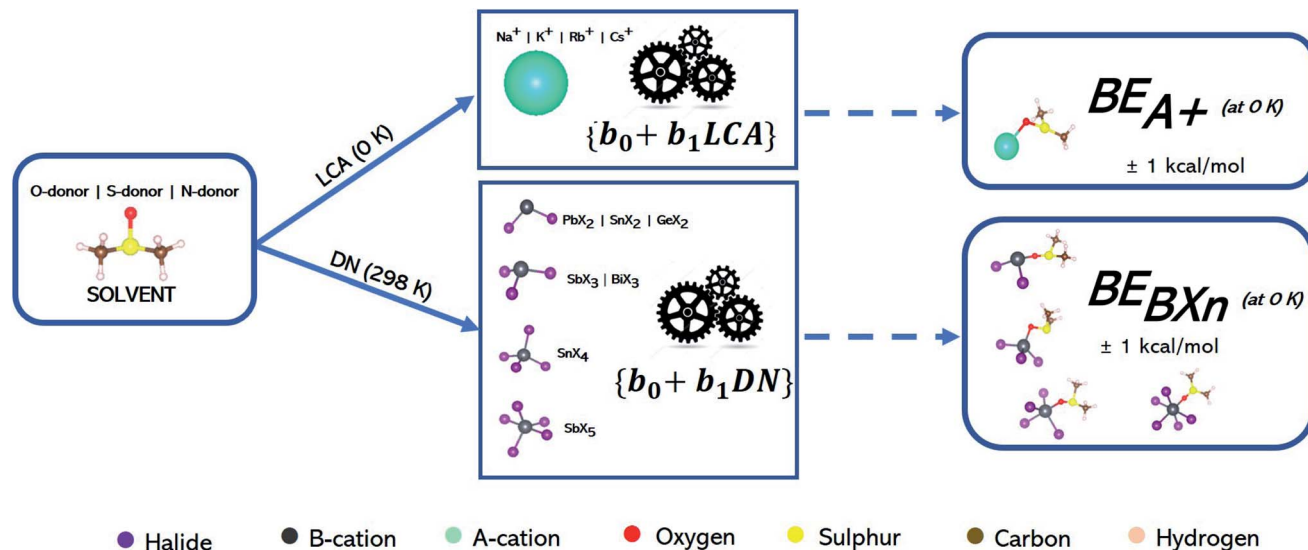 O-donor | S-donor | N-donor
SOLVENT
LCA (0 K)
DN (298 K)
Na⁺ | K⁺ | Rb⁺ | Cs⁺
{b₀ + b₁LCA}
PbX₂ | SnX₂ | GeX₂
SbX₃ | BiX₃
SnX₄
SbX₅
{b₀ + b₁DN}
BE_A+ (at 0 K)
± 1 kcal/mol
BE_BXn (at 0 K)
± 1 kcal/mol
Halide B-cation A-cation Oxygen Sulphur Carbon Hydrogen